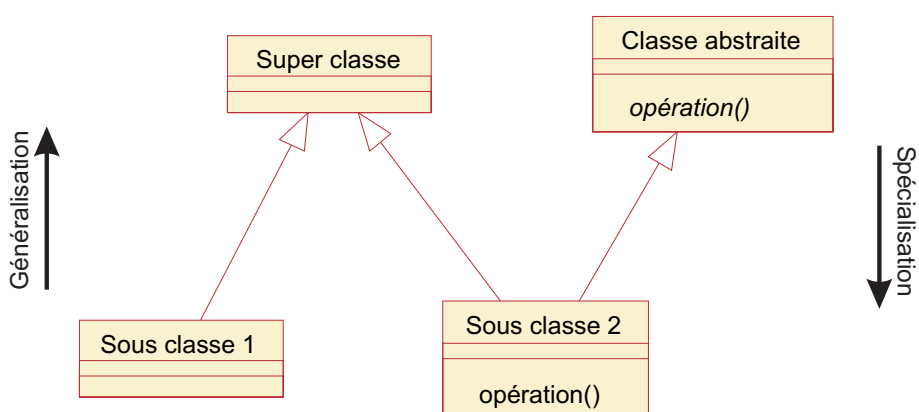 Classe abstraite
Super classe
opération()
Généralisation
Spécialisation
Sous classe 2
Sous classe 1
opération()